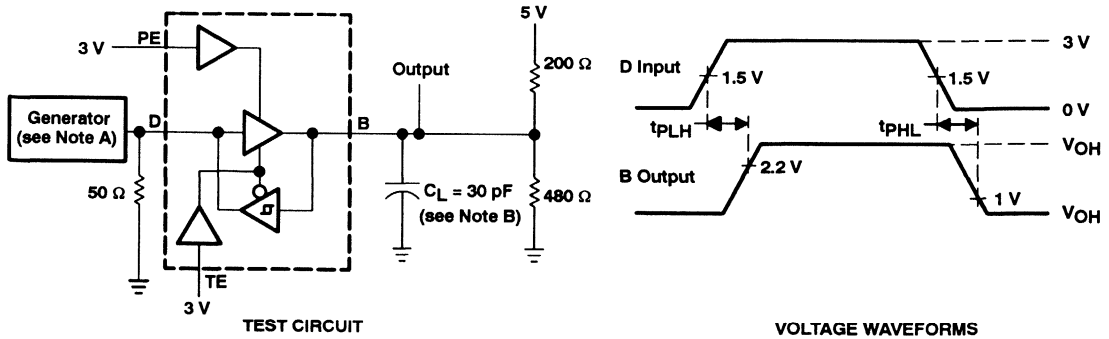 5 V
PE
3 V
200 Ω
Output
Generator
(see Note A)
D
B
50 Ω
CL = 30 pF
(see Note B)
480 Ω
TE
3 V
TEST CIRCUIT
3 V
D Input
1.5 V
1.5 V
0 V
tPLH
tPHL
VOH
2.2 V
B Output
1 V
VOH
VOLTAGE WAVEFORMS